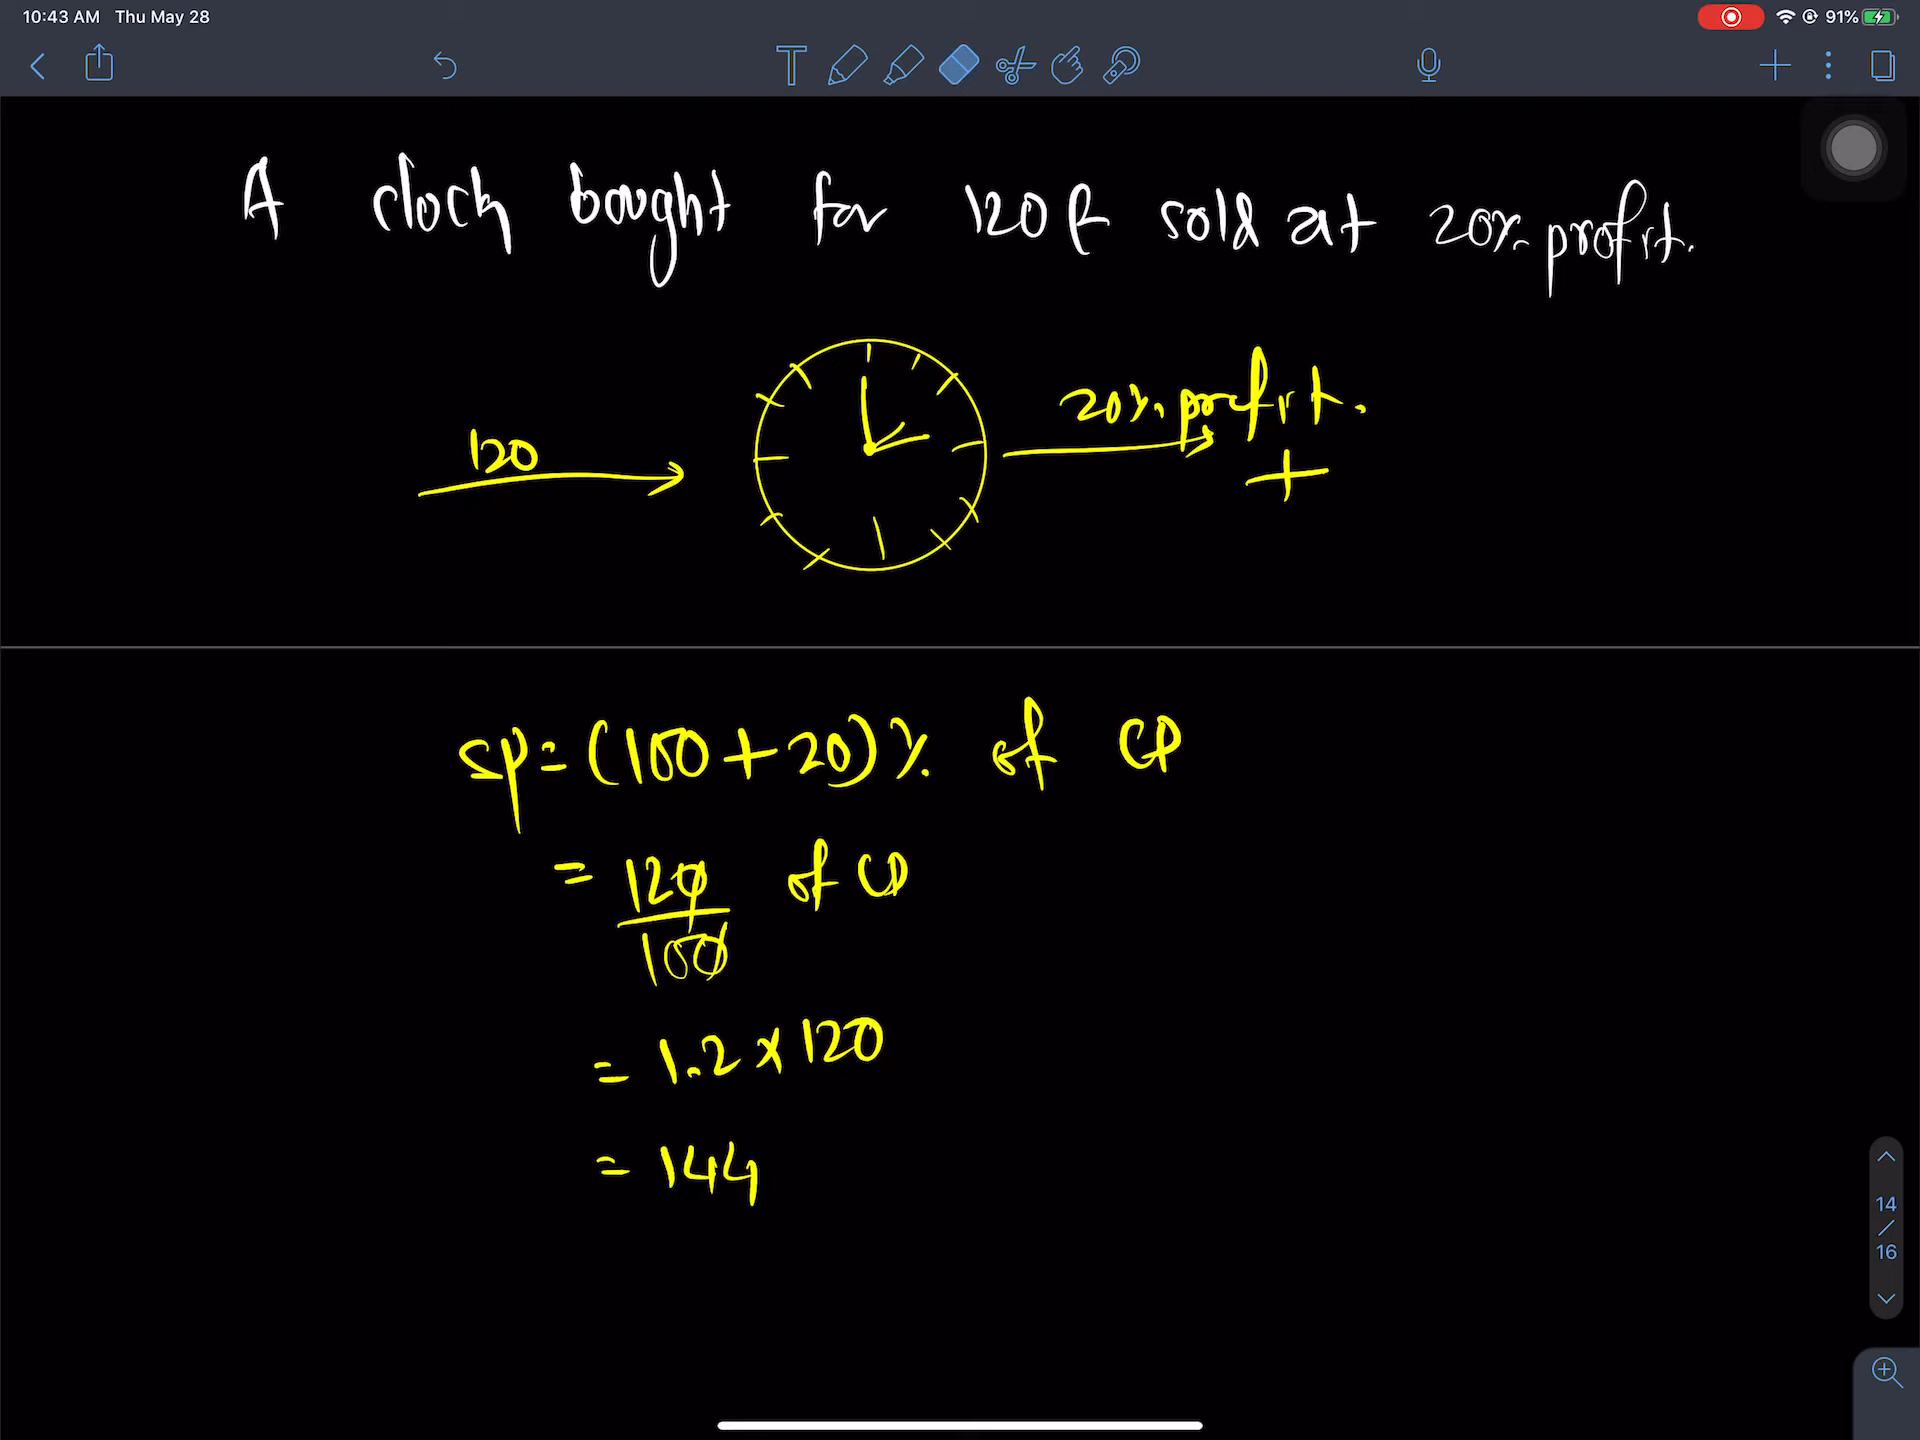 10:43 AM Thu May 28
91%
A clock bought for 120 & sold at 20% profit.
20% profit.
120
+
SP = (100 + 20) % of CP
= 120/100 of CP
= 1.2 × 120
= 144
14
/
16